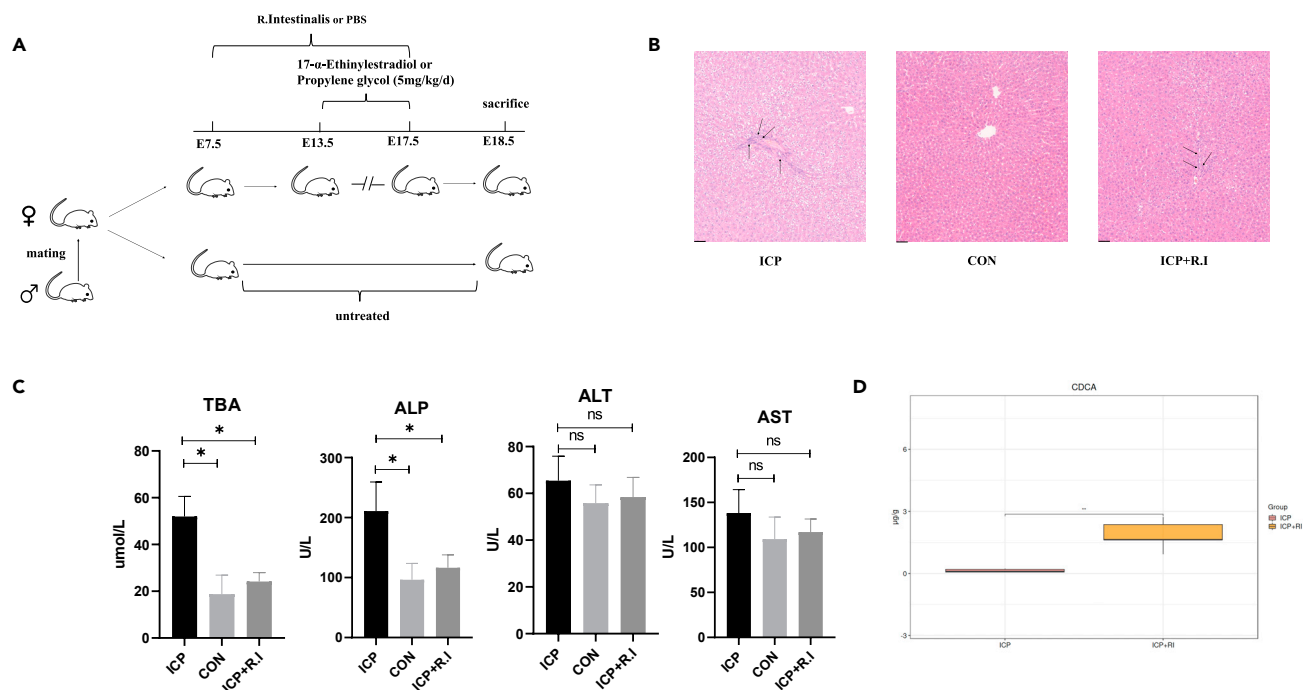 A
R.Intestinalis or PBS
17-α-Ethinylestradiol or
Propylene glycol (5mg/kg/d)
sacrifice
E7.5
E13.5
E17.5
E18.5
♀
mating
♂
untreated
B
ICP
CON
ICP+R.I
C
TBA
*
*
umol/L
80
60
40
20
0
ICP
CON
ICP+R.I
ALP
*
*
U/L
300
200
100
0
ICP
CON
ICP+R.I
ALT
ns
ns
U/L
80
60
40
20
0
ICP
CON
ICP+R.I
AST
ns
ns
U/L
200
150
100
50
0
ICP
CON
ICP+R.I
D
CDCA
µg/g
6
3
0
-3
ICP
ICP+RI
Group
ICP
ICP+RI